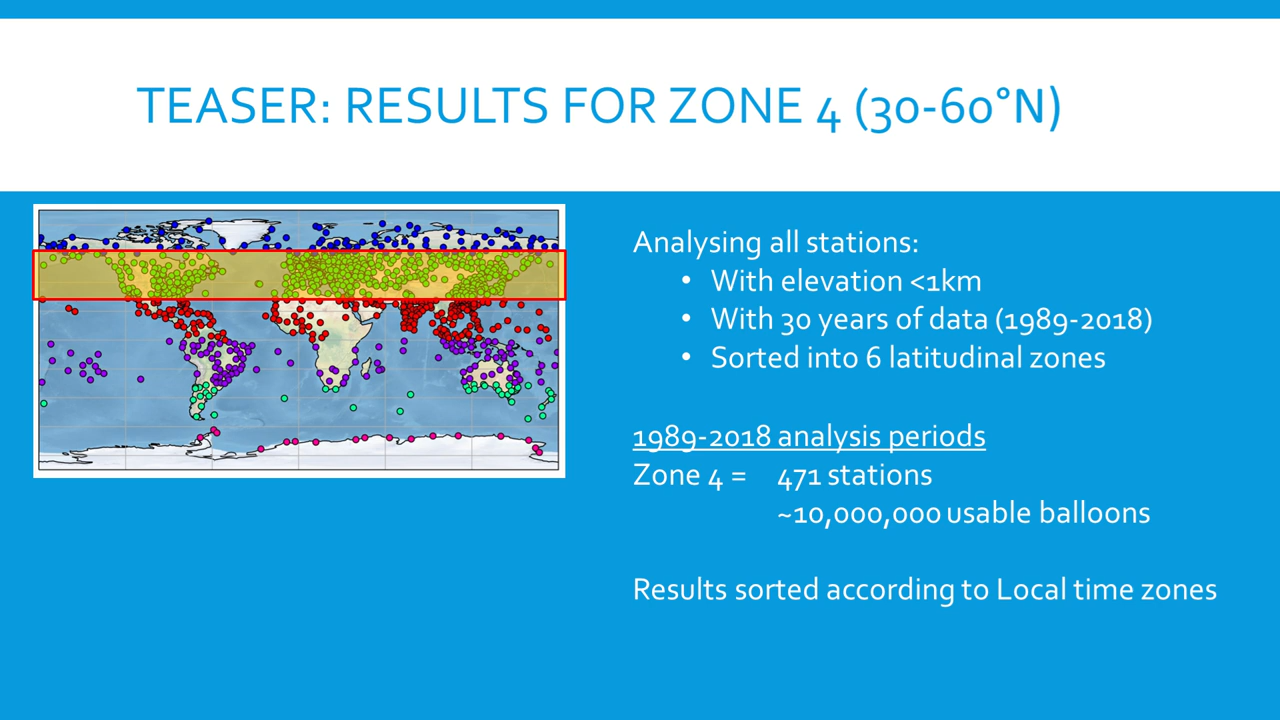 TEASER: RESULTS FOR ZONE 4 (30-60°N)
Analysing all stations:
• With elevation <1km
• With 30 years of data (1989-2018)
• Sorted into 6 latitudinal zones
1989-2018 analysis periods
Zone 4 = 471 stations
~10,000,000 usable balloons
Results sorted according to Local time zones